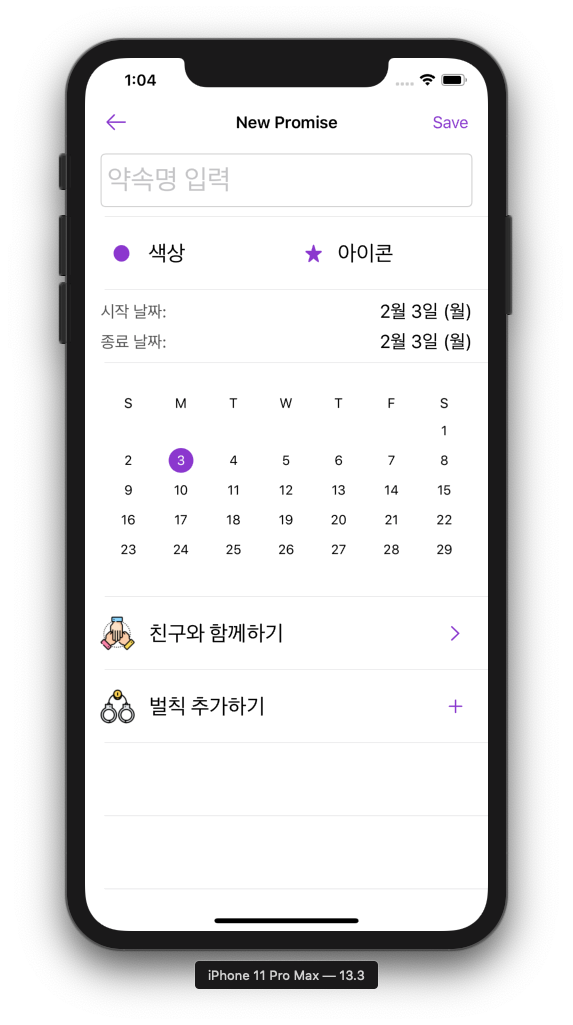 1:04
New Promise Save
약속명 입력
색상 아이콘
시작 날짜: 2월 3일 (월)
종료 날짜: 2월 3일 (월)
S M T W T F S
1
2 3 4 5 6 7 8
9 10 11 12 13 14 15
16 17 18 19 20 21 22
23 24 25 26 27 28 29
친구와 함께하기
벌칙 추가하기
iPhone 11 Pro Max — 13.3